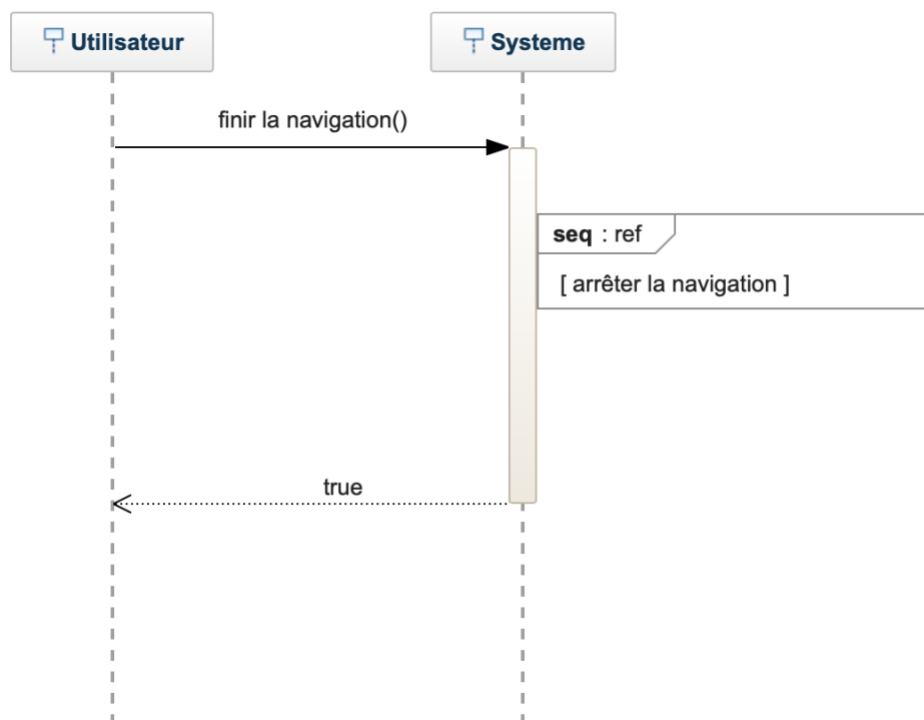 Utilisateur
Systeme
finir la navigation()
seq : ref
[ arrêter la navigation ]
true